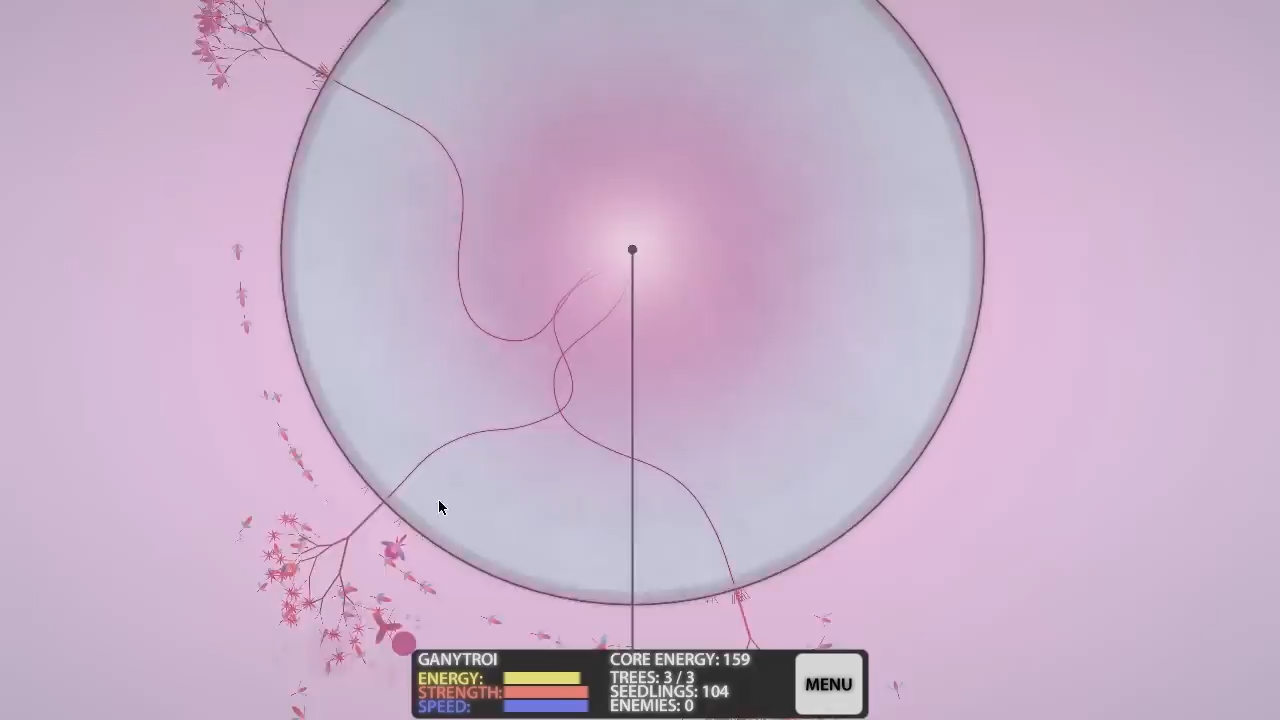 GANYTROI
ENERGY:
STRENGTH:
SPEED:
CORE ENERGY: 159
TREES: 3 / 3
SEEDLINGS: 104
ENEMIES: 0
MENU